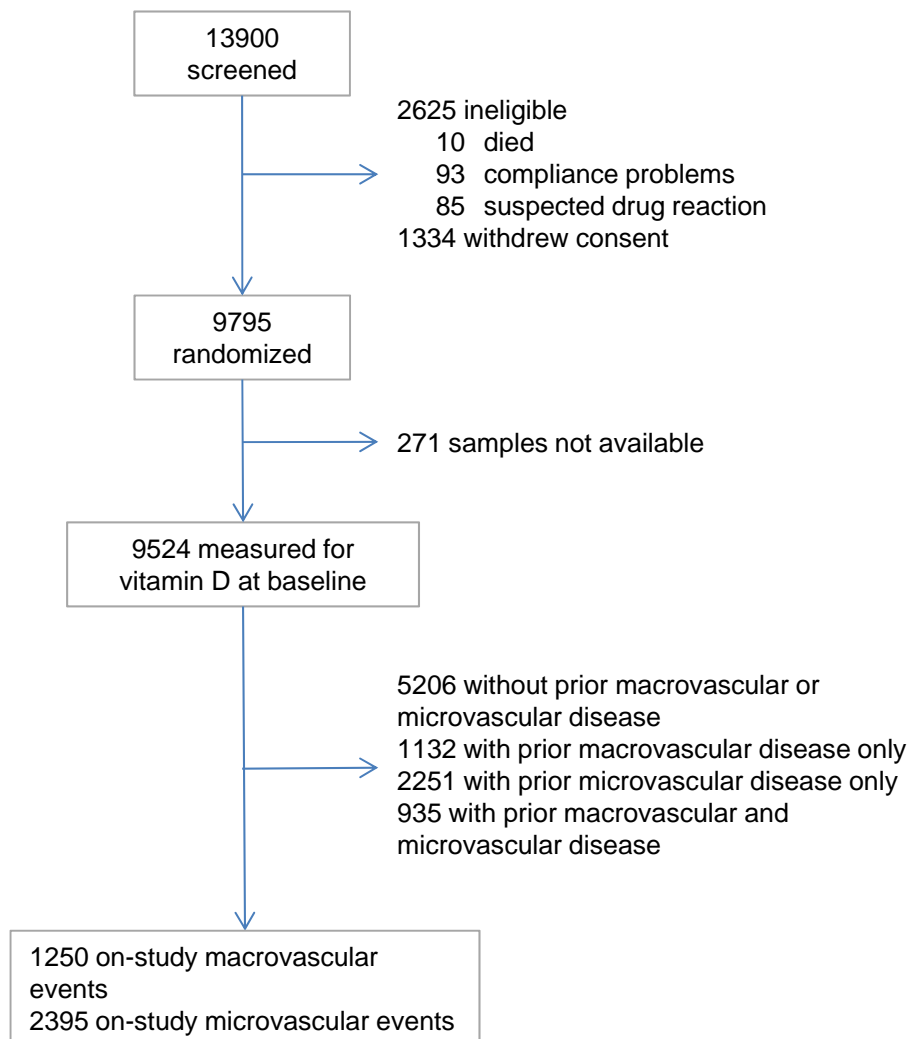 13900
screened
2625 ineligible
10 died
93 compliance problems
85 suspected drug reaction
1334 withdrew consent
9795
randomized
271 samples not available
9524 measured for
vitamin D at baseline
5206 without prior macrovascular or
microvascular disease
1132 with prior macrovascular disease only
2251 with prior microvascular disease only
935 with prior macrovascular and
microvascular disease
1250 on-study macrovascular
events
2395 on-study microvascular events